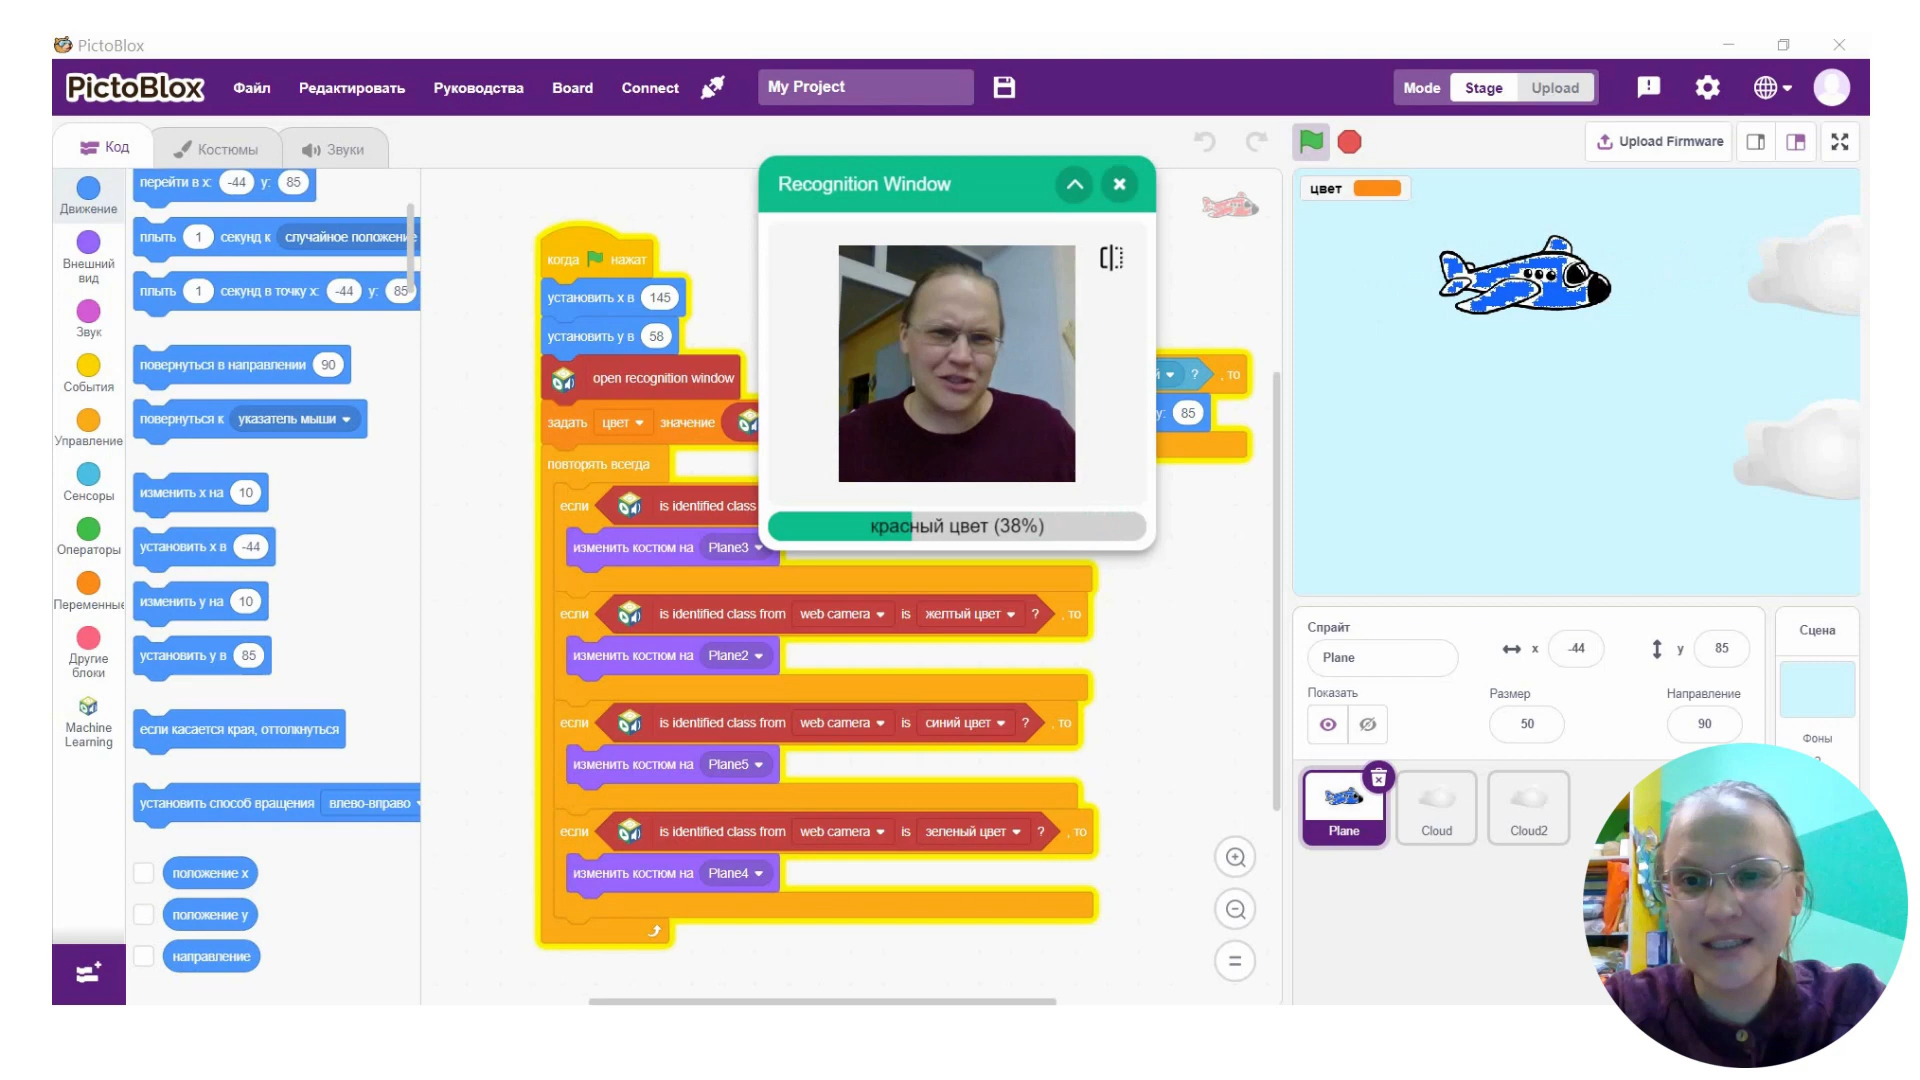 PictoBlox
PictoBlox Файл Редактировать Руководства Board Connect My Project Mode Stage Upload
Код Костюмы Звуки Upload Firmware
Движение
Внешний
вид
Звук
События
Управление
Сенсоры
Операторы
Переменные
Другие
блоки
Machine
Learning
перейти в x: -44 y: 85
плыть 1 секунд к случайное положение
плыть 1 секунд в точку x: -44 y: 85
повернуться в направлении 90
повернуться к указатель мыши
изменить x на 10
установить x в -44
изменить y на 10
установить y в 85
если касается края, оттолкнуться
установить способ вращения влево-вправо
положение x
положение y
направление
когда нажат
установить x в 145
установить y в 58
open recognition window
задать цвет значение
повторять всегда
если is identified class
изменить костюм на Plane3
если is identified class from web camera is желтый цвет ? , то
изменить костюм на Plane2
если is identified class from web camera is синий цвет ? , то
изменить костюм на Plane5
если is identified class from web camera is зеленый цвет ? , то
изменить костюм на Plane4
? , то
y: 85
Recognition Window
красный цвет (38%)
цвет
Спрайт
Plane
x -44
y 85
Показать
Размер
50
Направление
90
Plane
Cloud
Cloud2
Сцена
Фоны